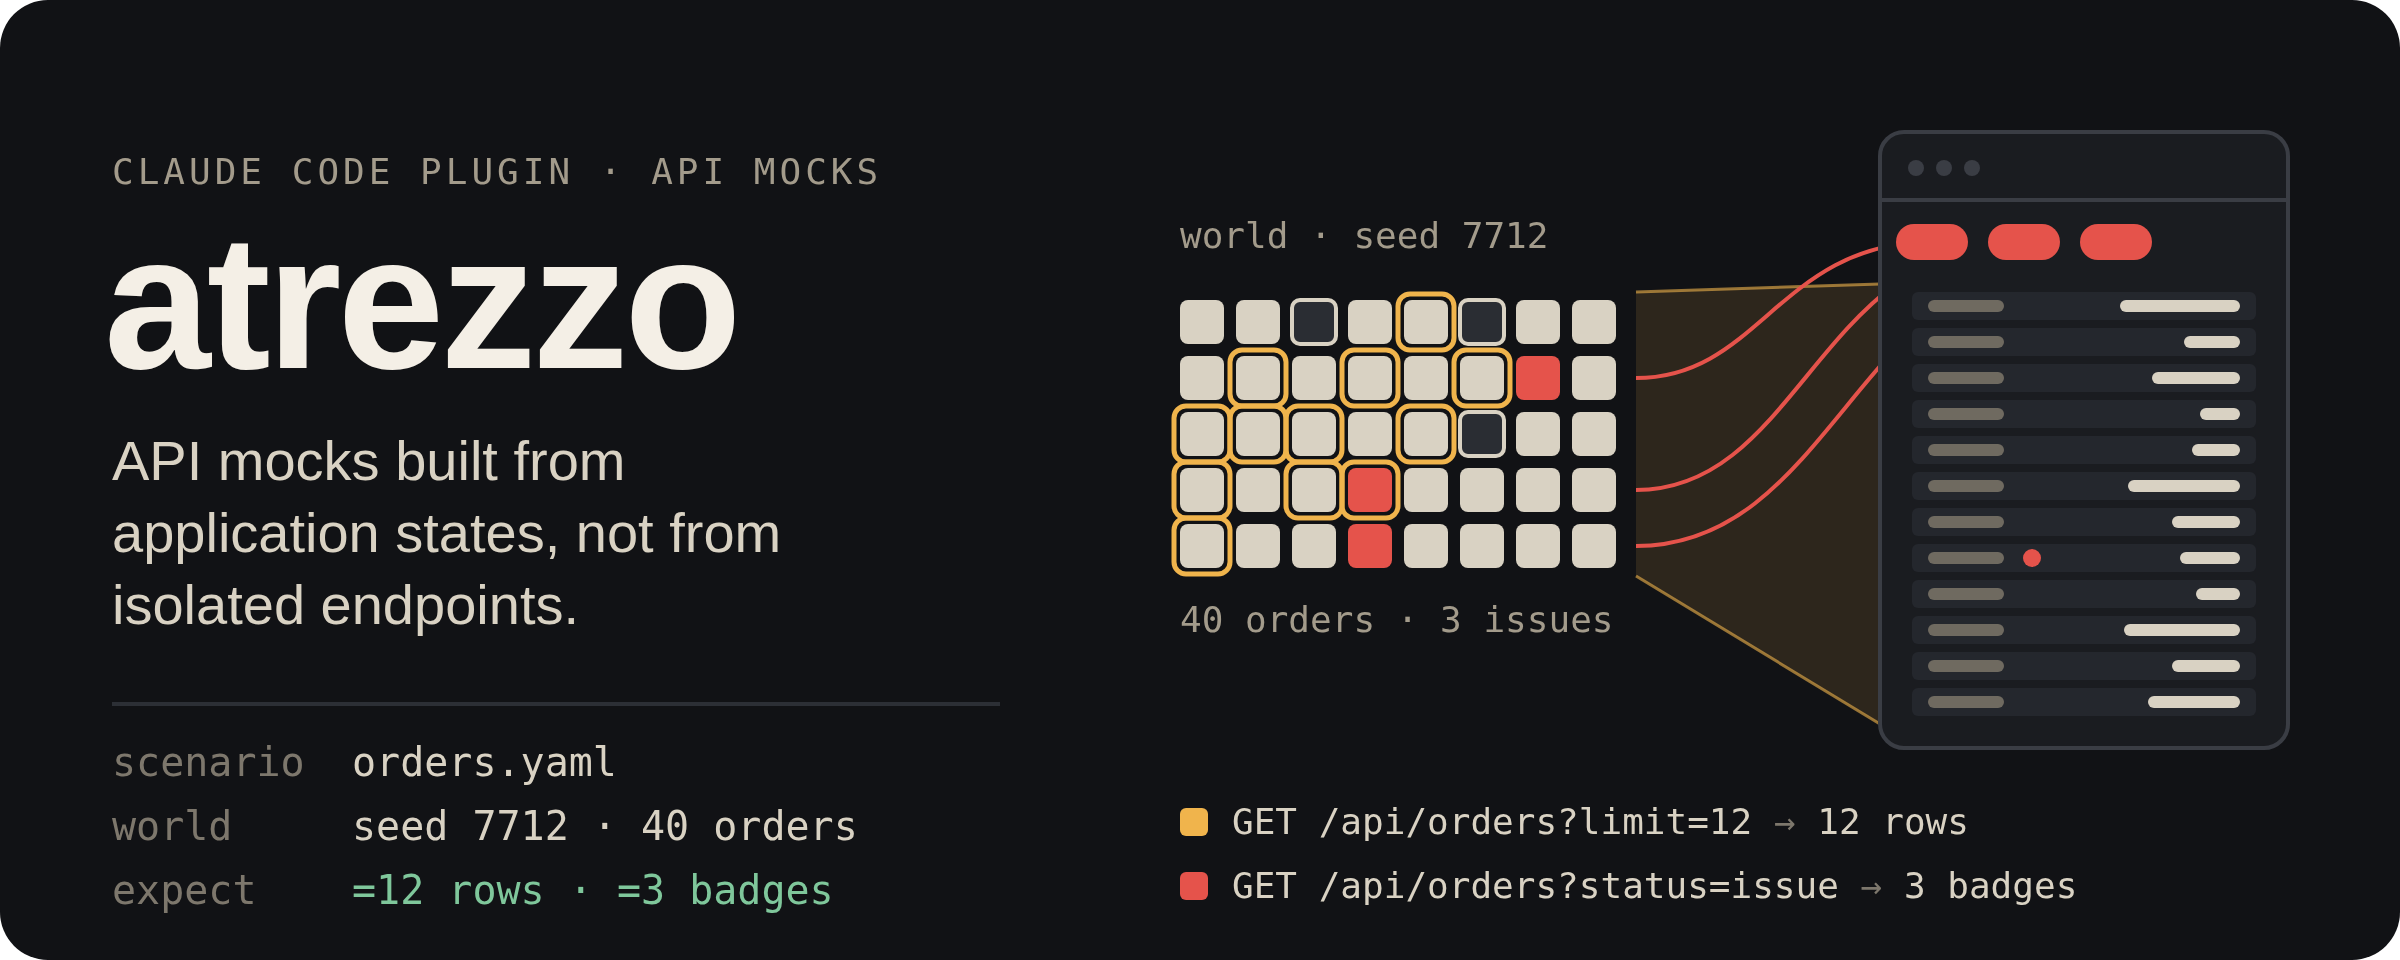 CLAUDE CODE PLUGIN · API MOCKS
atrezzo
API mocks built from
application states, not from
isolated endpoints.
scenario orders.yaml
world seed 7712 · 40 orders
expect =12 rows · =3 badges
world · seed 7712
40 orders · 3 issues
GET /api/orders?limit=12 → 12 rows
GET /api/orders?status=issue → 3 badges